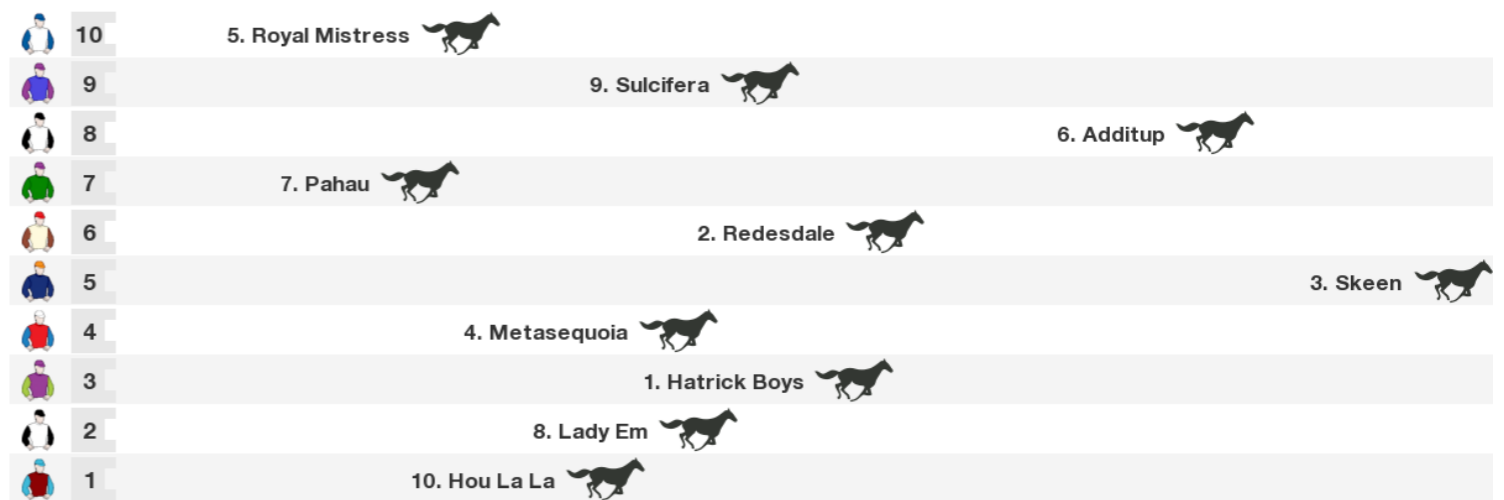 10 5. Royal Mistress
9 9. Sulcifera
8 6. Additup
7 7. Pahau
6 2. Redesdale
5 3. Skeen
4 4. Metasequoia
3 1. Hatrick Boys
2 8. Lady Em
1 10. Hou La La